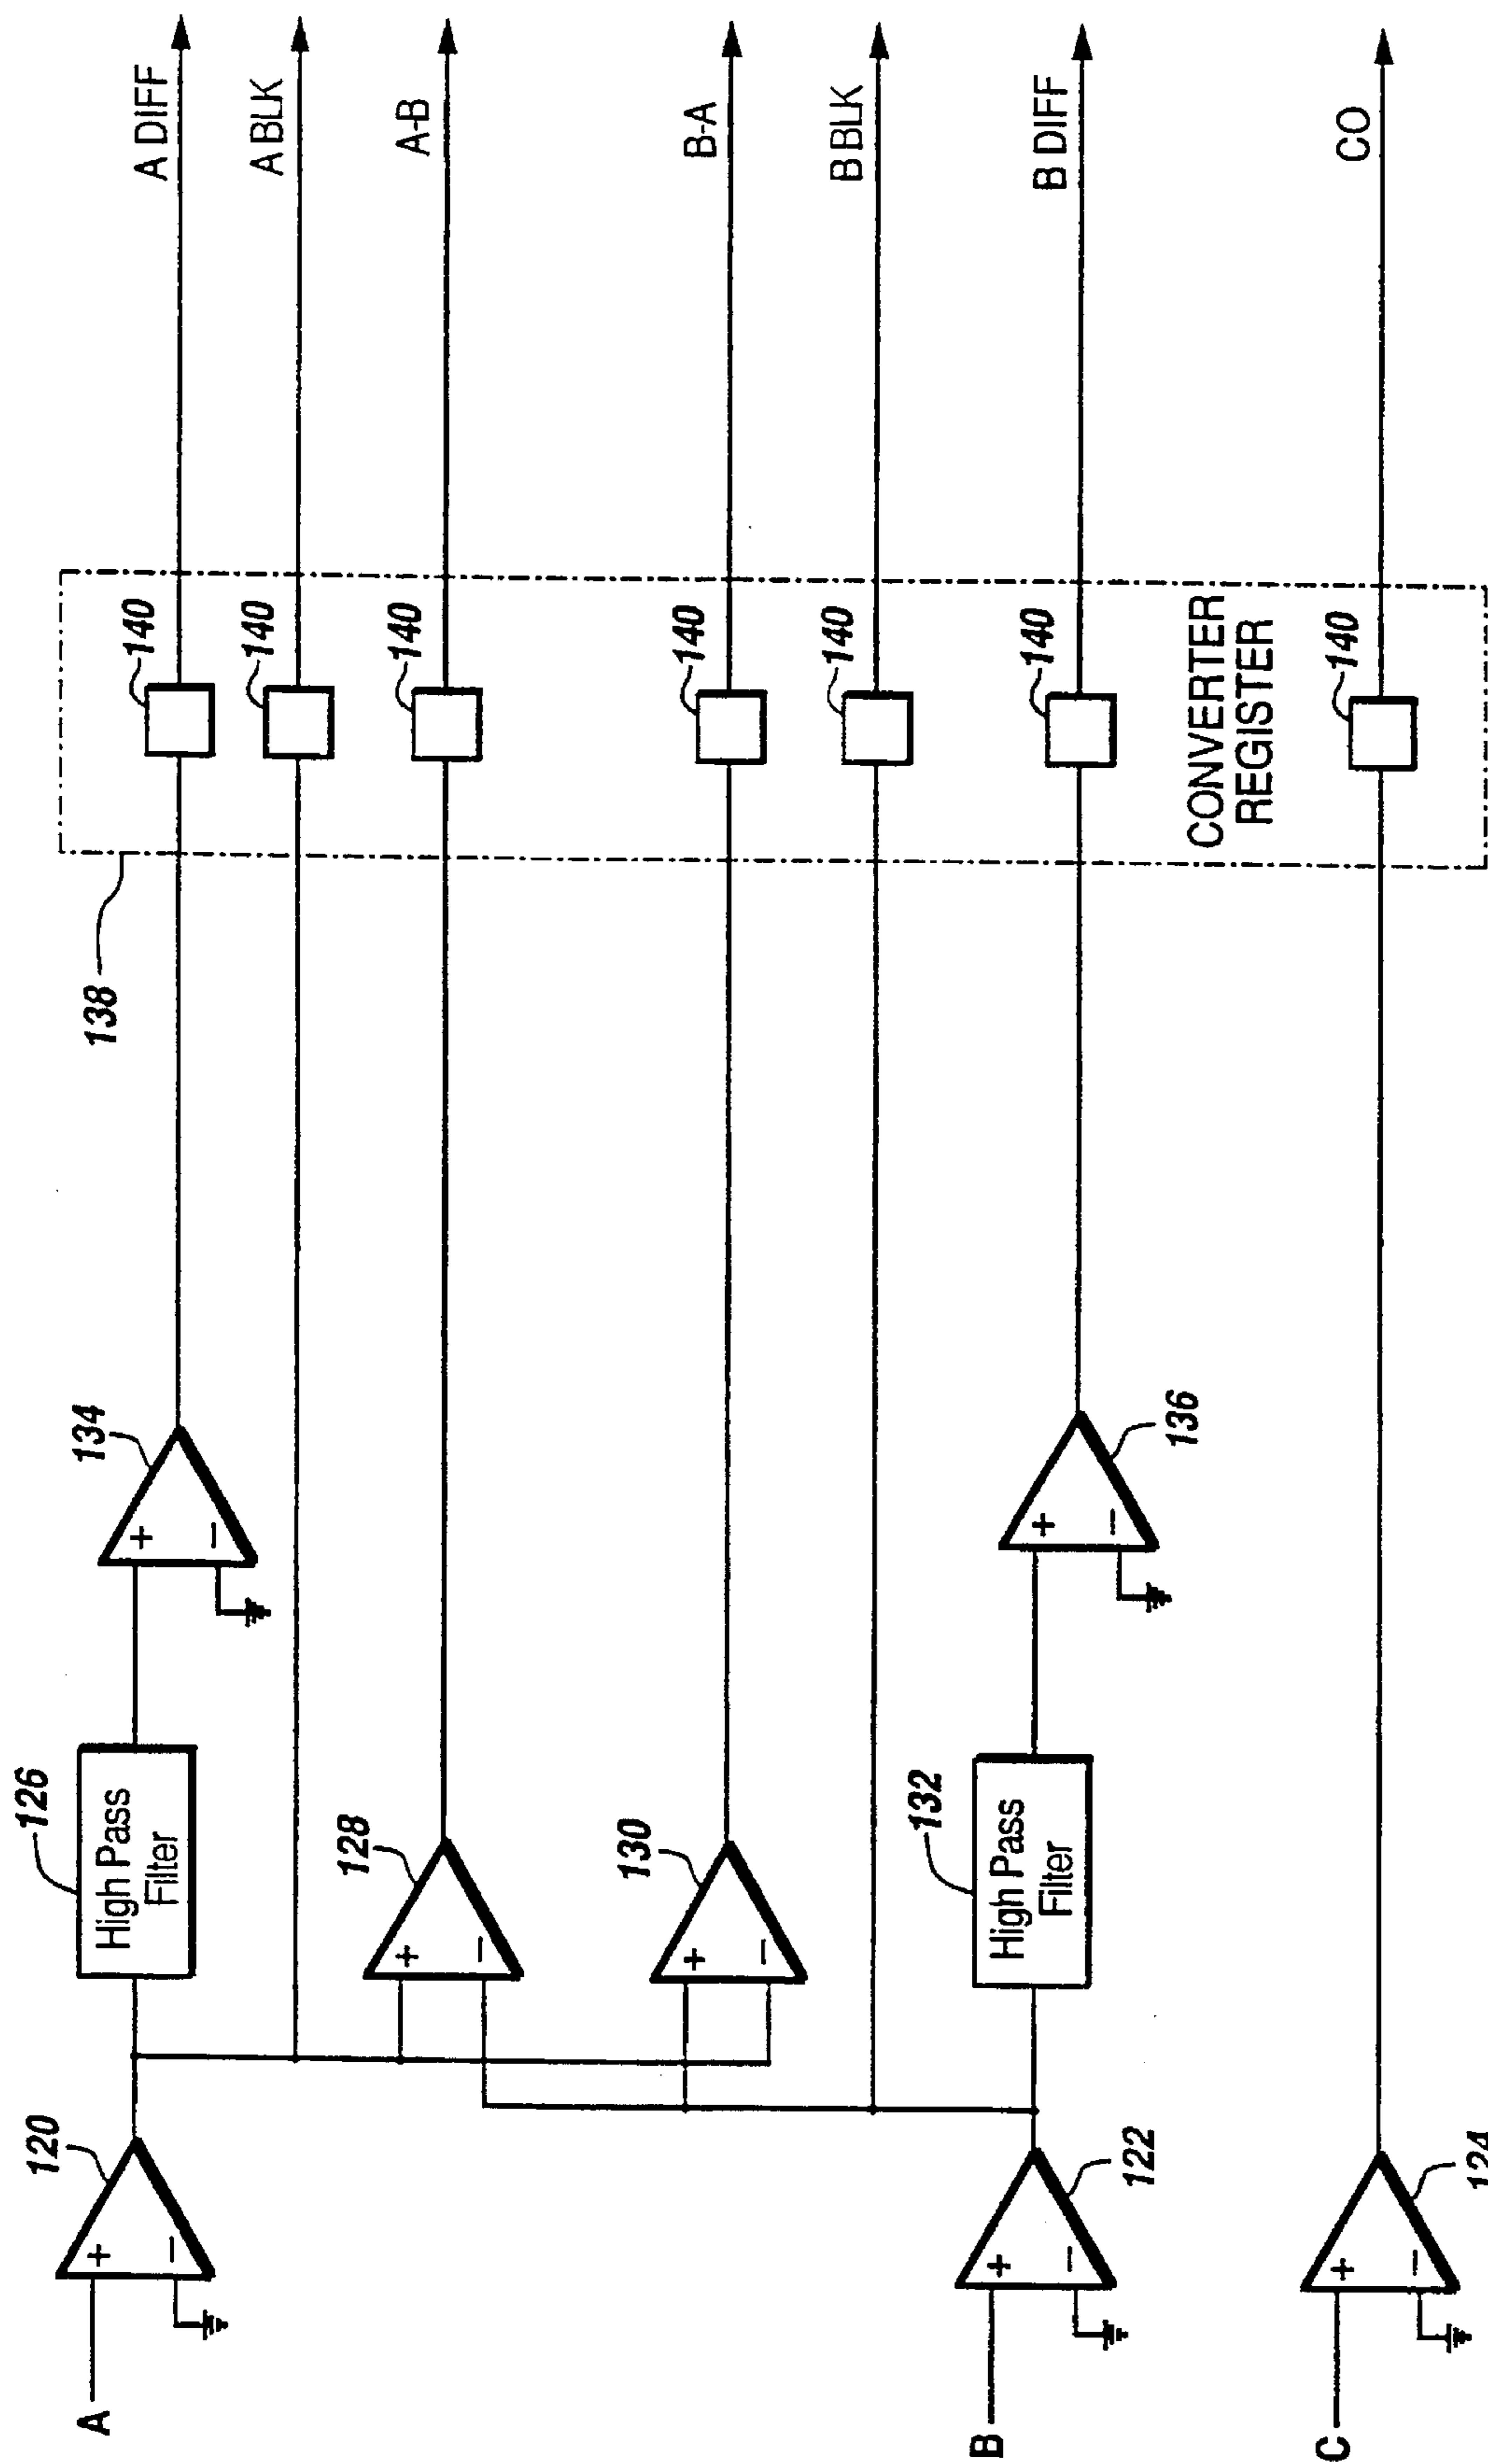 A
120
126
High Pass
Filter
134
138
140
A DIFF
140
A BLK
128
140
A-B
130
140
B-A
140
B BLK
B
122
132
High Pass
Filter
136
140
B DIFF
CONVERTER
REGISTER
C
124
140
CO
+
−
+
−
+
−
+
−
+
−
+
−
+
−